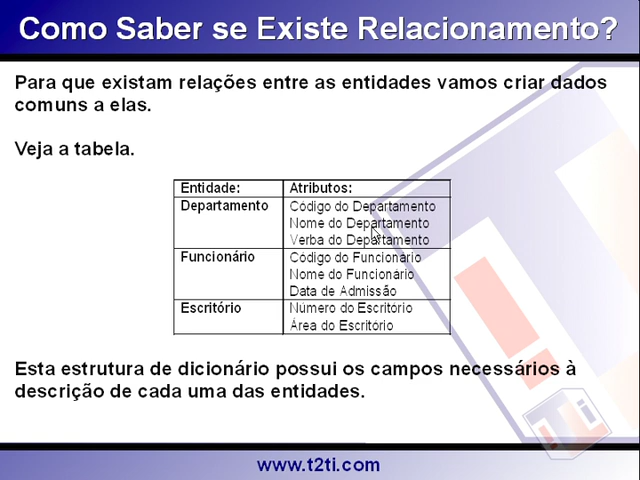 Como Saber se Existe Relacionamento?
Para que existam relações entre as entidades vamos criar dados
comuns a elas.
Veja a tabela.
Entidade: Atributos:
Departamento Código do Departamento
Nome do Departamento
Verba do Departamento
Funcionário Código do Funcionário
Nome do Funcionário
Data de Admissão
Escritório Número do Escritório
Área do Escritório
Esta estrutura de dicionário possui os campos necessários à
descrição de cada uma das entidades.
www.t2ti.com